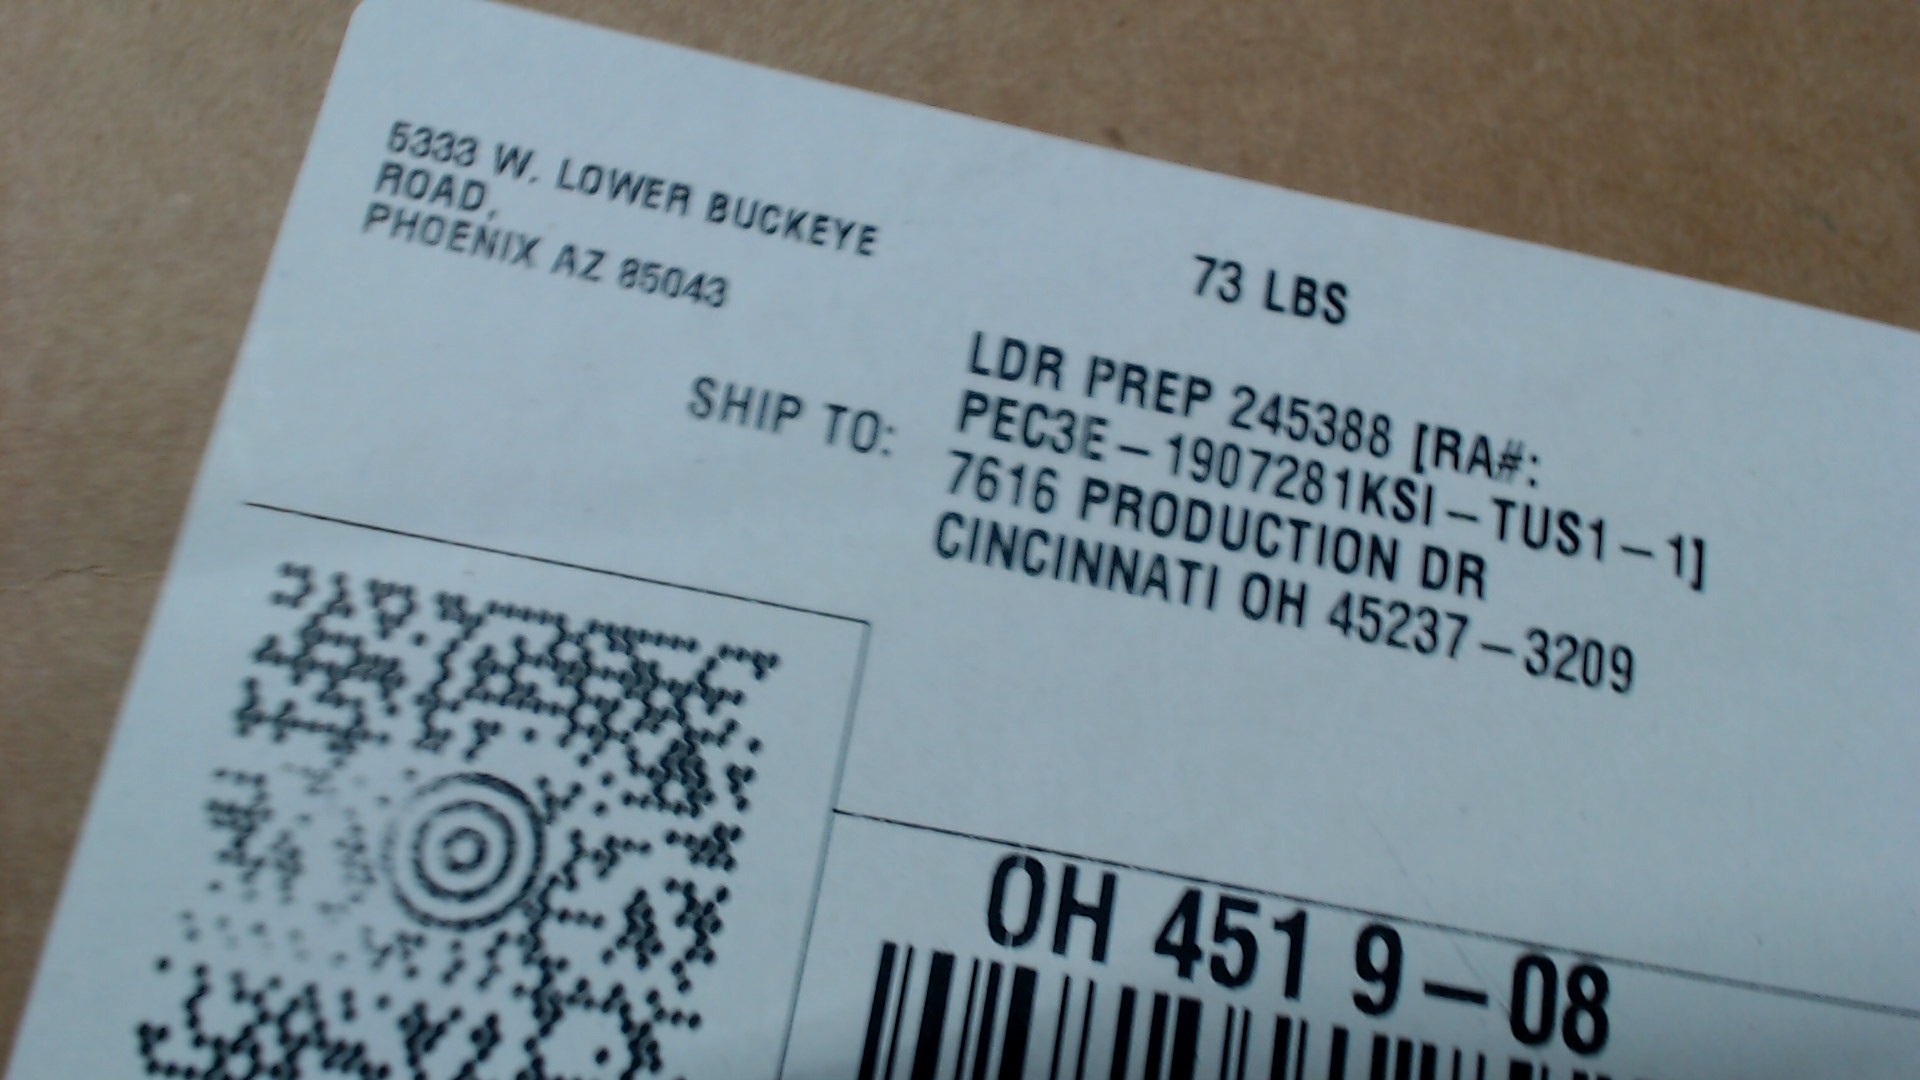 5333 W. LOWER BUCKEYE
ROAD,
PHOENIX AZ 85043
73 LBS
SHIP TO:
LDR PREP 245388 [RA#:
PEC3E-1907281KSI-TUS1-1]
7616 PRODUCTION DR
CINCINNATI OH 45237-3209
OH 451 9-08